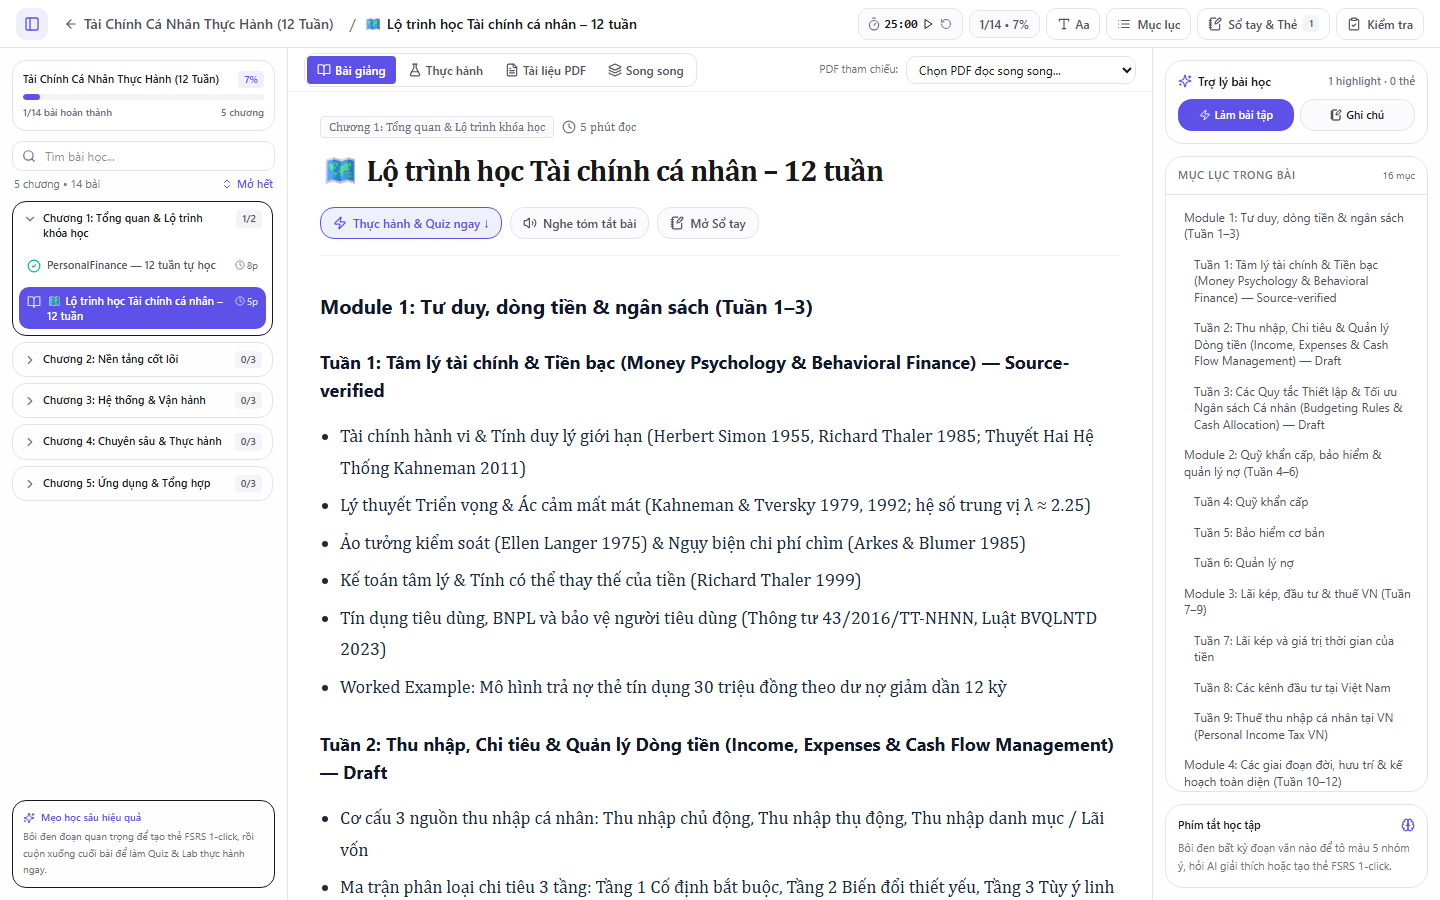 Tài Chính Cá Nhân Thực Hành (12 Tuần) / Lộ trình học Tài chính cá nhân – 12 tuần
25:00
1/14 • 7%
Aa
Mục lục
Sổ tay & Thẻ 1
Kiểm tra
Tài Chính Cá Nhân Thực Hành (12 Tuần) 7%
1/14 bài hoàn thành 5 chương
Tìm bài học...
5 chương • 14 bài Mở hết
Chương 1: Tổng quan & Lộ trình 1/2
khóa học
PersonalFinance — 12 tuần tự học 8p
Lộ trình học Tài chính cá nhân – 5p
12 tuần
Chương 2: Nền tảng cốt lõi 0/3
Chương 3: Hệ thống & Vận hành 0/3
Chương 4: Chuyên sâu & Thực hành 0/3
Chương 5: Ứng dụng & Tổng hợp 0/3
Mẹo học sâu hiệu quả
Bôi đen đoạn quan trọng để tạo thẻ FSRS 1-click, rồi
cuộn xuống cuối bài để làm Quiz & Lab thực hành
ngay.
Bài giảng
Thực hành
Tài liệu PDF
Song song
PDF tham chiếu: Chọn PDF đọc song song...
Chương 1: Tổng quan & Lộ trình khóa học 5 phút đọc
Lộ trình học Tài chính cá nhân – 12 tuần
Thực hành & Quiz ngay ↓
Nghe tóm tắt bài
Mở Sổ tay
Module 1: Tư duy, dòng tiền & ngân sách (Tuần 1–3)
Tuần 1: Tâm lý tài chính & Tiền bạc (Money Psychology & Behavioral Finance) — Source-
verified
• Tài chính hành vi & Tính duy lý giới hạn (Herbert Simon 1955, Richard Thaler 1985; Thuyết Hai Hệ
Thống Kahneman 2011)
• Lý thuyết Triển vọng & Ác cảm mất mát (Kahneman & Tversky 1979, 1992; hệ số trung vị λ ≈ 2.25)
• Ảo tưởng kiểm soát (Ellen Langer 1975) & Ngụy biện chi phí chìm (Arkes & Blumer 1985)
• Kế toán tâm lý & Tính có thể thay thế của tiền (Richard Thaler 1999)
• Tín dụng tiêu dùng, BNPL và bảo vệ người tiêu dùng (Thông tư 43/2016/TT-NHNN, Luật BVQLNTD
2023)
• Worked Example: Mô hình trả nợ thẻ tín dụng 30 triệu đồng theo dư nợ giảm dần 12 kỳ
Tuần 2: Thu nhập, Chi tiêu & Quản lý Dòng tiền (Income, Expenses & Cash Flow Management)
— Draft
• Cơ cấu 3 nguồn thu nhập cá nhân: Thu nhập chủ động, Thu nhập thụ động, Thu nhập danh mục / Lãi
vốn
• Ma trận phân loại chi tiêu 3 tầng: Tầng 1 Cố định bắt buộc, Tầng 2 Biến đổi thiết yếu, Tầng 3 Tùy ý linh
Trợ lý bài học 1 highlight · 0 thẻ
Làm bài tập
Ghi chú
MỤC LỤC TRONG BÀI 16 mục
Module 1: Tư duy, dòng tiền & ngân sách
(Tuần 1–3)
Tuần 1: Tâm lý tài chính & Tiền bạc
(Money Psychology & Behavioral
Finance) — Source-verified
Tuần 2: Thu nhập, Chi tiêu & Quản lý
Dòng tiền (Income, Expenses & Cash
Flow Management) — Draft
Tuần 3: Các Quy tắc Thiết lập & Tối ưu
Ngân sách Cá nhân (Budgeting Rules &
Cash Allocation) — Draft
Module 2: Quỹ khẩn cấp, bảo hiểm &
quản lý nợ (Tuần 4–6)
Tuần 4: Quỹ khẩn cấp
Tuần 5: Bảo hiểm cơ bản
Tuần 6: Quản lý nợ
Module 3: Lãi kép, đầu tư & thuế VN (Tuần
7–9)
Tuần 7: Lãi kép và giá trị thời gian của
tiền
Tuần 8: Các kênh đầu tư tại Việt Nam
Tuần 9: Thuế thu nhập cá nhân tại VN
(Personal Income Tax VN)
Module 4: Các giai đoạn đời, hưu trí & kế
hoạch toàn diện (Tuần 10–12)
Phím tắt học tập
Bôi đen bất kỳ đoạn văn nào để tô màu 5 nhóm
ý, hỏi AI giải thích hoặc tạo thẻ FSRS 1-click.